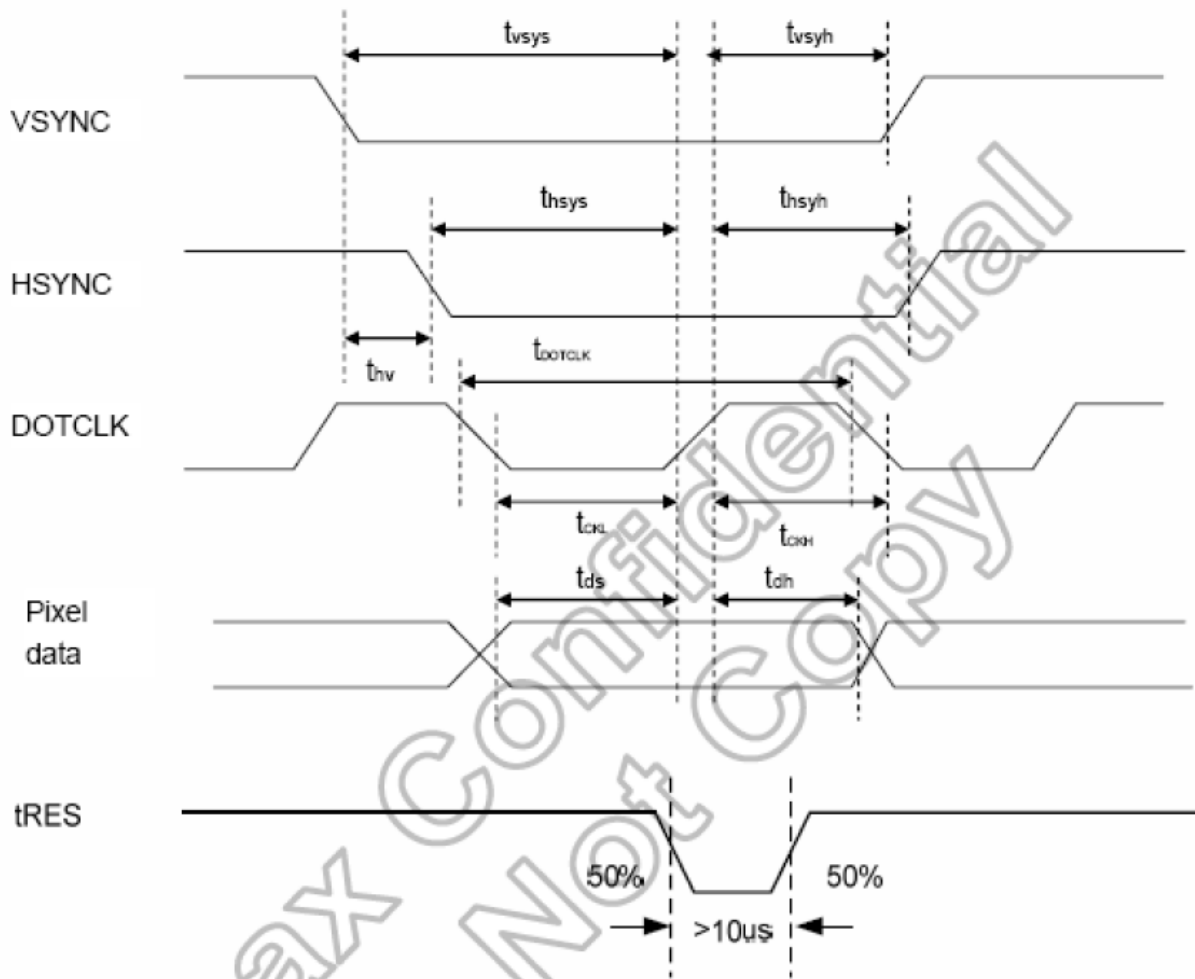 tvsys
tvsyh
VSYNC
thsys
thsyh
HSYNC
thv
tDOTCLK
DOTCLK
tCKL
tCKH
tds
tdh
Pixel
data
tRES
50%
50%
>10us
ax Confidential
Not Copy